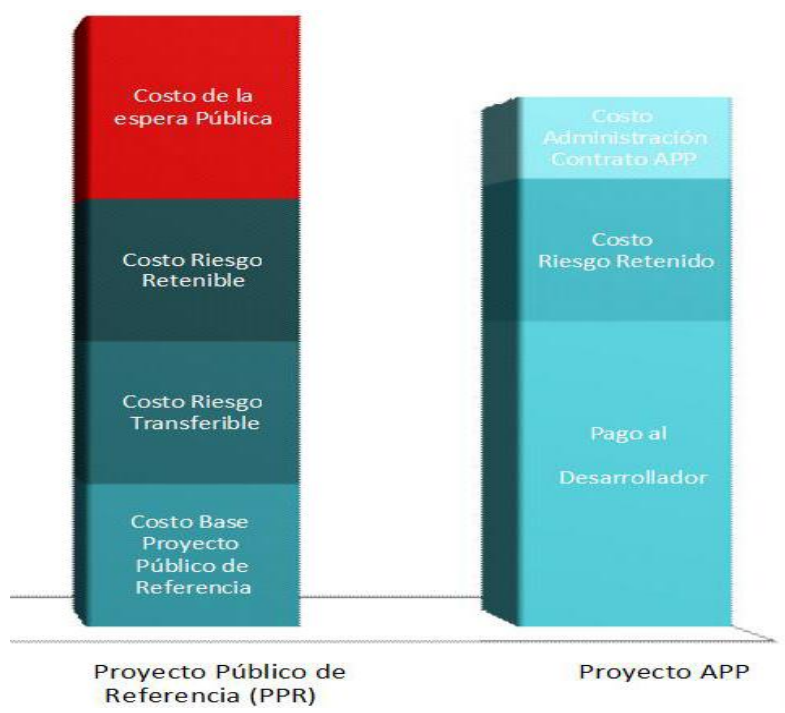 Costo de la
espera Pública
Costo Riesgo
Retenible
Costo Riesgo
Transferible
Costo Base
Proyecto
Público de
Referencia
Proyecto Público de
Referencia (PPR)
Costo
Administración
Contrato APP
Costo
Riesgo Retenido
Pago al
Desarrollador
Proyecto APP